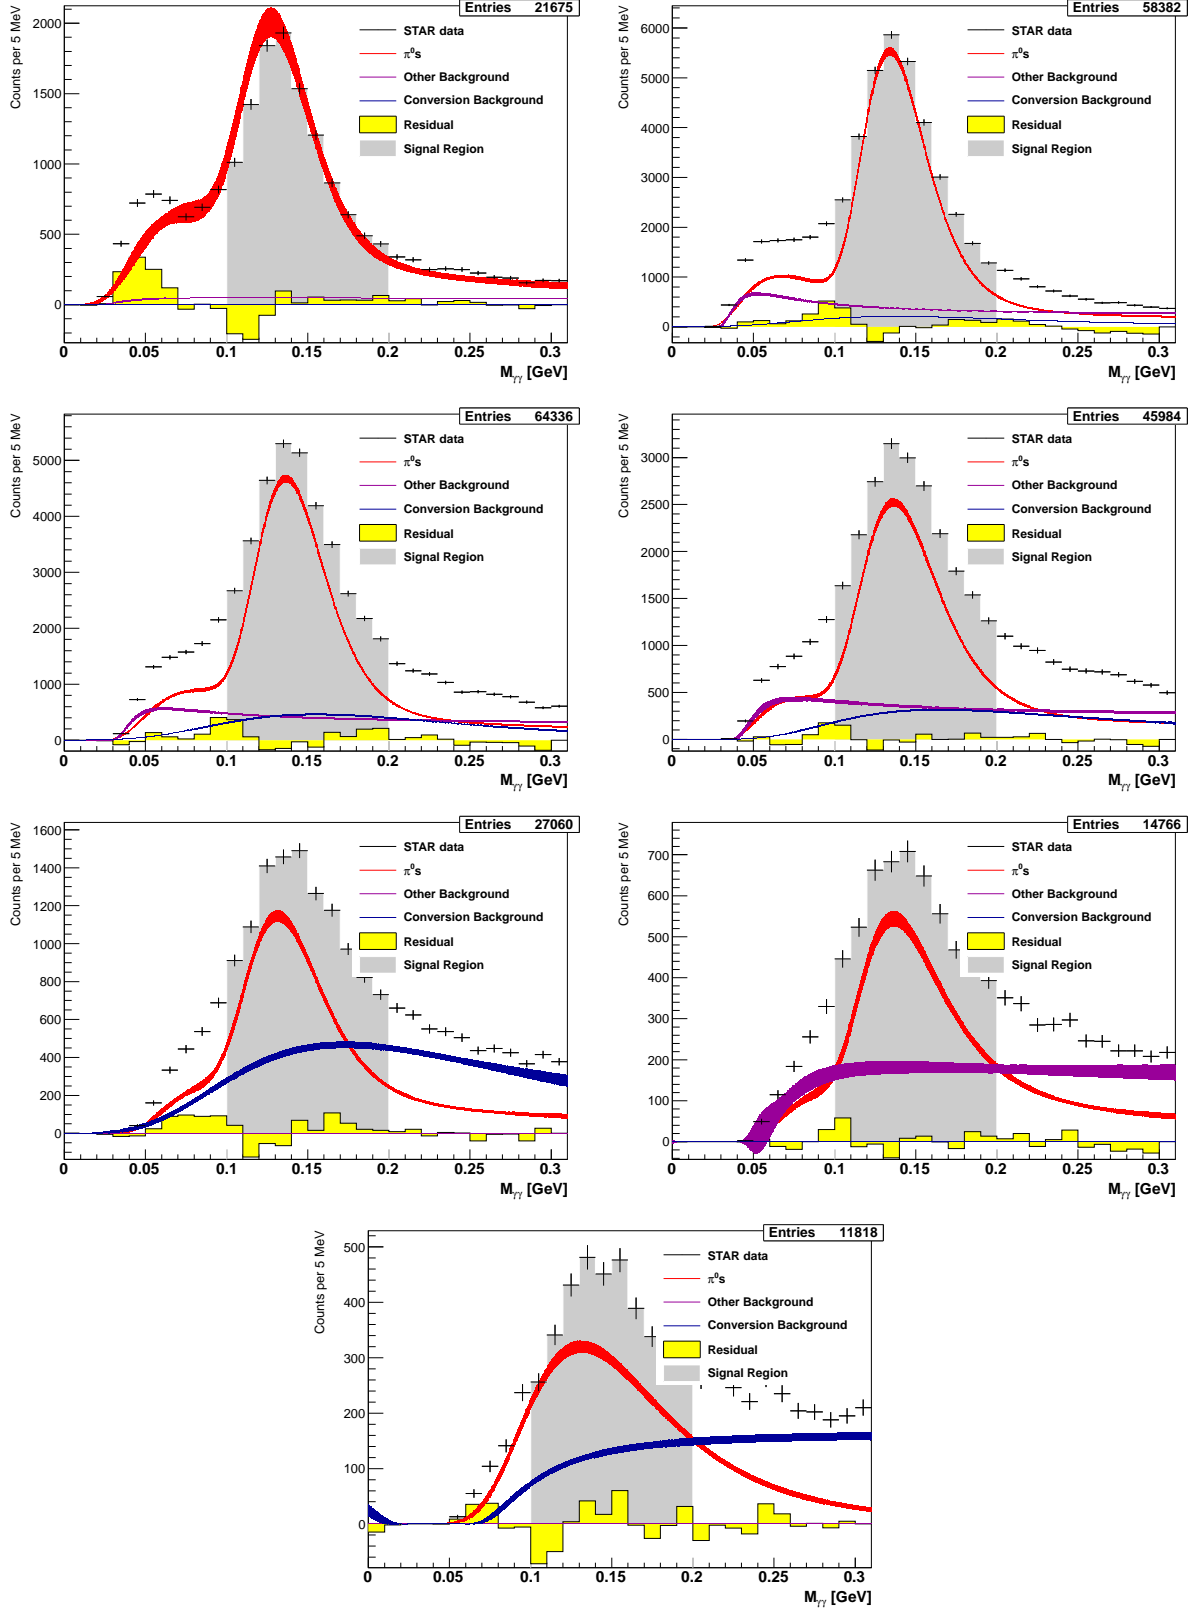 Entries 21675
Counts per 5 MeV
2000
1500
1000
500
0
STAR data
π⁰s
Other Background
Conversion Background
Residual
Signal Region
0 0.05 0.1 0.15 0.2 0.25 0.3
M_γγ [GeV]
Entries 58382
Counts per 5 MeV
6000
5000
4000
3000
2000
1000
0
STAR data
π⁰s
Other Background
Conversion Background
Residual
Signal Region
0 0.05 0.1 0.15 0.2 0.25 0.3
M_γγ [GeV]
Entries 64336
Counts per 5 MeV
5000
4000
3000
2000
1000
0
STAR data
π⁰s
Other Background
Conversion Background
Residual
Signal Region
0 0.05 0.1 0.15 0.2 0.25 0.3
M_γγ [GeV]
Entries 45984
Counts per 5 MeV
3000
2500
2000
1500
1000
500
0
STAR data
π⁰s
Other Background
Conversion Background
Residual
Signal Region
0 0.05 0.1 0.15 0.2 0.25 0.3
M_γγ [GeV]
Entries 27060
Counts per 5 MeV
1600
1400
1200
1000
800
600
400
200
0
STAR data
π⁰s
Other Background
Conversion Background
Residual
Signal Region
0 0.05 0.1 0.15 0.2 0.25 0.3
M_γγ [GeV]
Entries 14766
Counts per 5 MeV
700
600
500
400
300
200
100
0
STAR data
π⁰s
Other Background
Conversion Background
Residual
Signal Region
0 0.05 0.1 0.15 0.2 0.25 0.3
M_γγ [GeV]
Entries 11818
Counts per 5 MeV
500
400
300
200
100
0
STAR data
π⁰s
Other Background
Conversion Background
Residual
Signal Region
0 0.05 0.1 0.15 0.2 0.25 0.3
M_γγ [GeV]